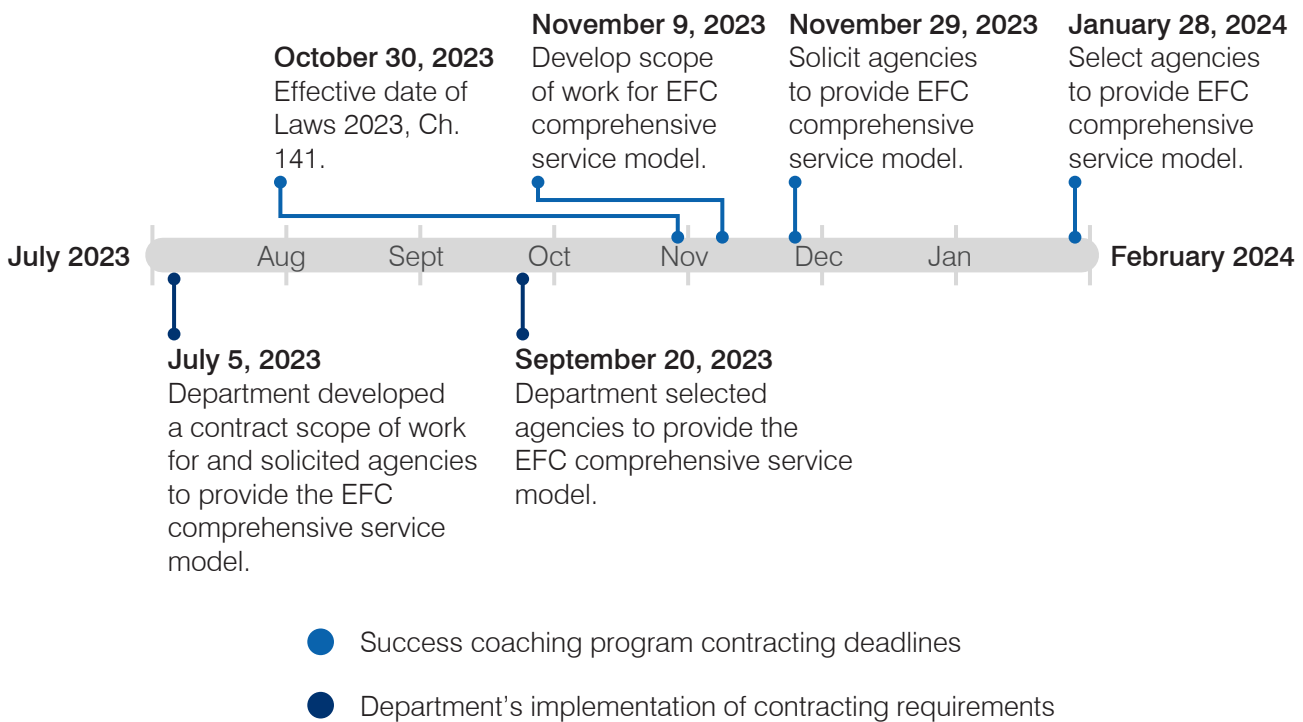 October 30, 2023
Effective date of
Laws 2023, Ch.
141.
November 9, 2023
Develop scope
of work for EFC
comprehensive
service model.
November 29, 2023
Solicit agencies
to provide EFC
comprehensive
service model.
January 28, 2024
Select agencies
to provide EFC
comprehensive
service model.
July 2023
Aug
Sept
Oct
Nov
Dec
Jan
February 2024
July 5, 2023
Department developed
a contract scope of work
for and solicited agencies
to provide the EFC
comprehensive service
model.
September 20, 2023
Department selected
agencies to provide the
EFC comprehensive service
model.
Success coaching program contracting deadlines
Department’s implementation of contracting requirements